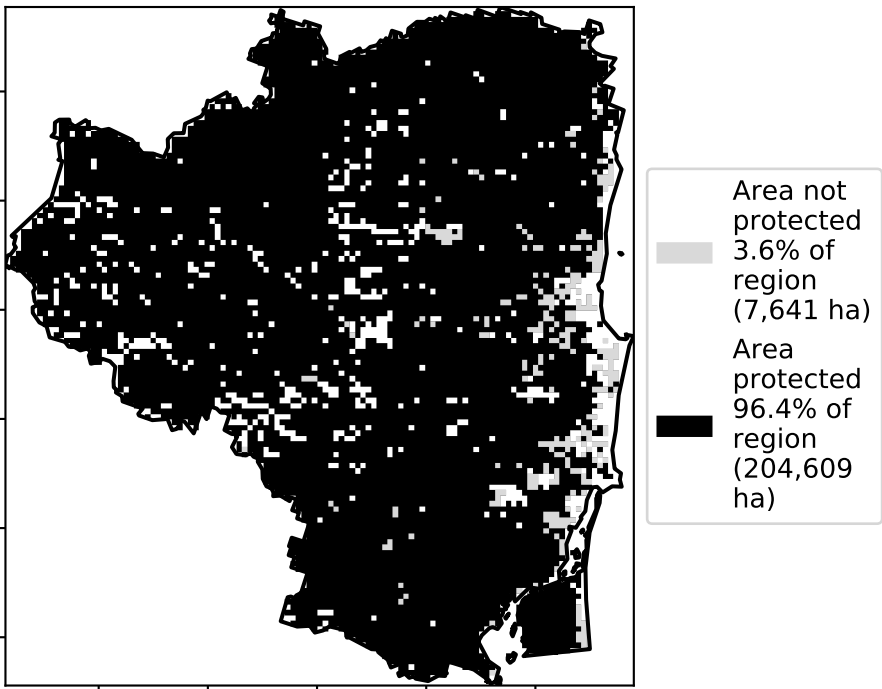 Area not
protected
3.6% of
region
(7,641 ha)
Area
protected
96.4% of
region
(204,609
ha)